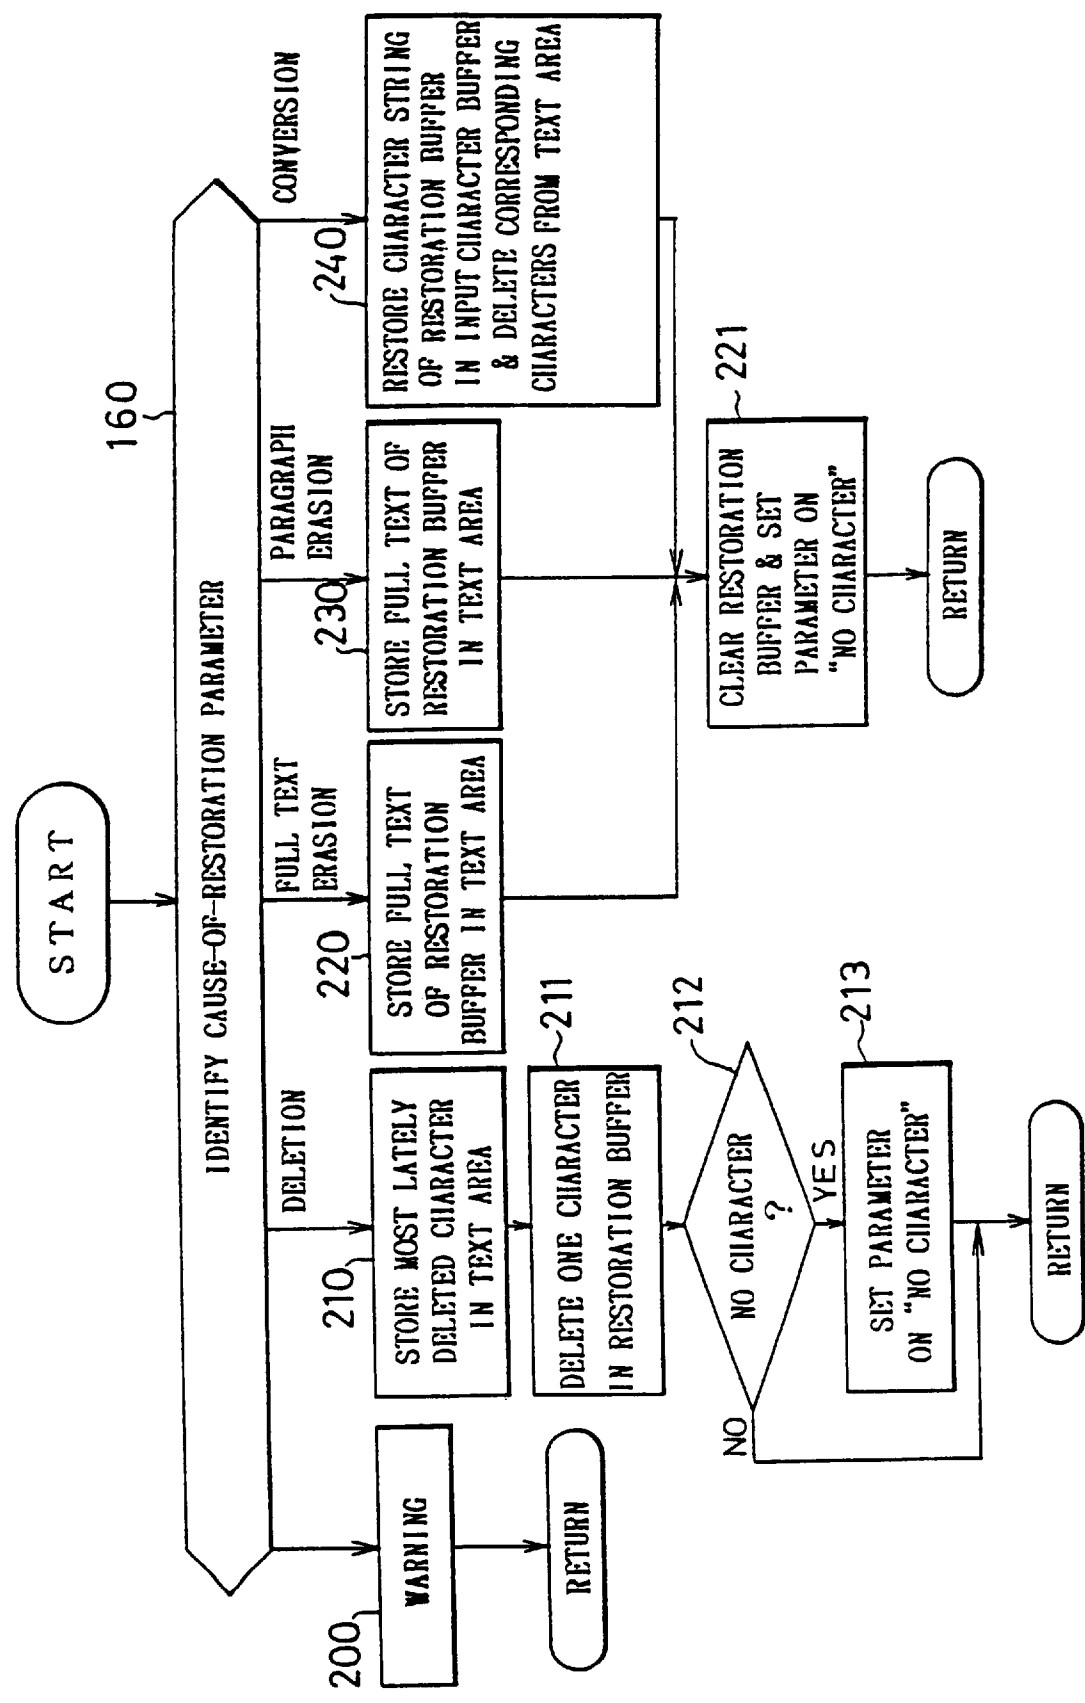 START
160
IDENTIFY CAUSE-OF-RESTORATION PARAMETER
DELETION
FULL TEXT
ERASION
PARAGRAPH
ERASION
CONVERSION
200
WARNING
RETURN
210
STORE MOST LATELY
DELETED CHARACTER
IN TEXT AREA
211
DELETE ONE CHARACTER
IN RESTORATION BUFFER
212
NO CHARACTER
?
NO
YES
213
SET PARAMETER
ON "NO CHARACTER"
RETURN
220
STORE FULL TEXT
OF RESTORATION
BUFFER IN TEXT AREA
230
STORE FULL TEXT OF
RESTORATION BUFFER
IN TEXT AREA
240
RESTORE CHARACTER STRING
OF RESTORATION BUFFER
IN INPUT CHARACTER BUFFER
& DELETE CORRESPONDING
CHARACTERS FROM TEXT AREA
221
CLEAR RESTORATION
BUFFER & SET
PARAMETER ON
"NO CHARACTER"
RETURN